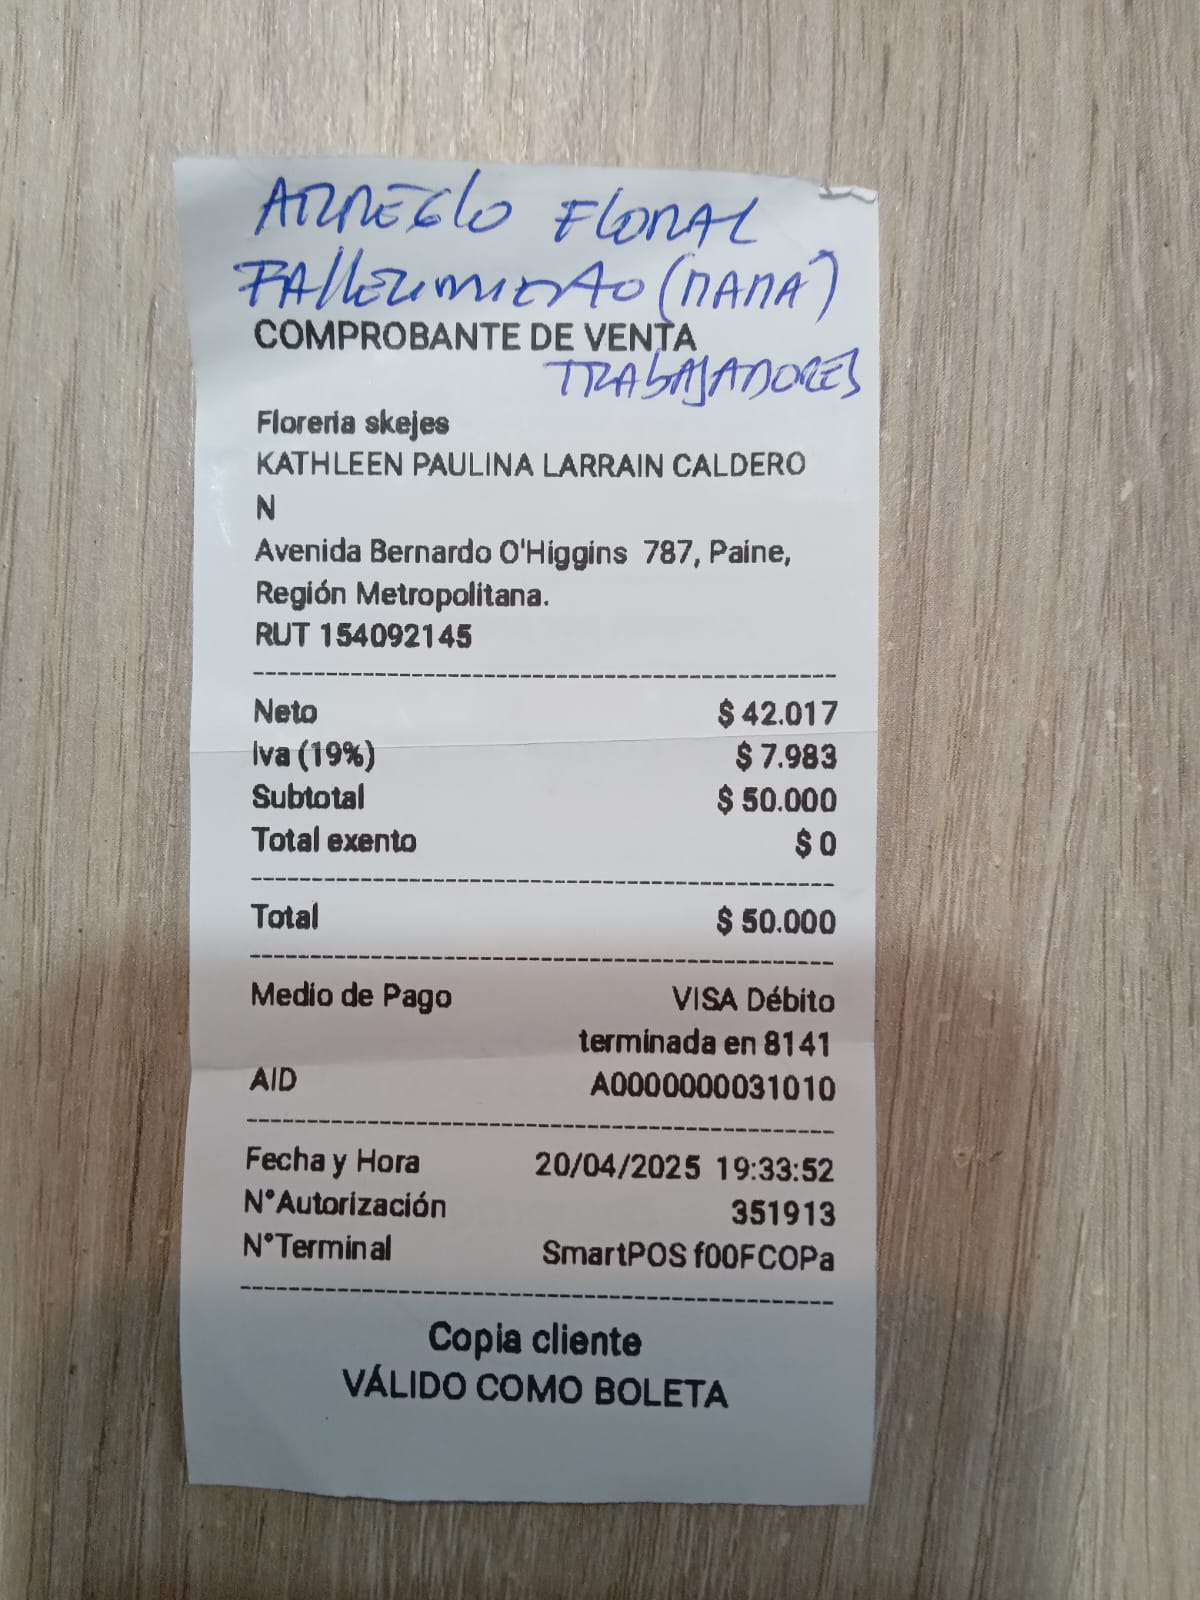 ARREGLO FLORAL
FALLECIMIENTO (MAMA)
COMPROBANTE DE VENTA
TRABAJADORES
Floreria skejes
KATHLEEN PAULINA LARRAIN CALDERO
N
Avenida Bernardo O'Higgins 787, Paine,
Región Metropolitana.
RUT 154092145
Neto $ 42.017
Iva (19%) $ 7.983
Subtotal $ 50.000
Total exento $ 0
Total $ 50.000
Medio de Pago VISA Débito
terminada en 8141
AID A0000000031010
Fecha y Hora 20/04/2025 19:33:52
N°Autorización 351913
N°Terminal SmartPOS f00FCOPa
Copia cliente
VÁLIDO COMO BOLETA